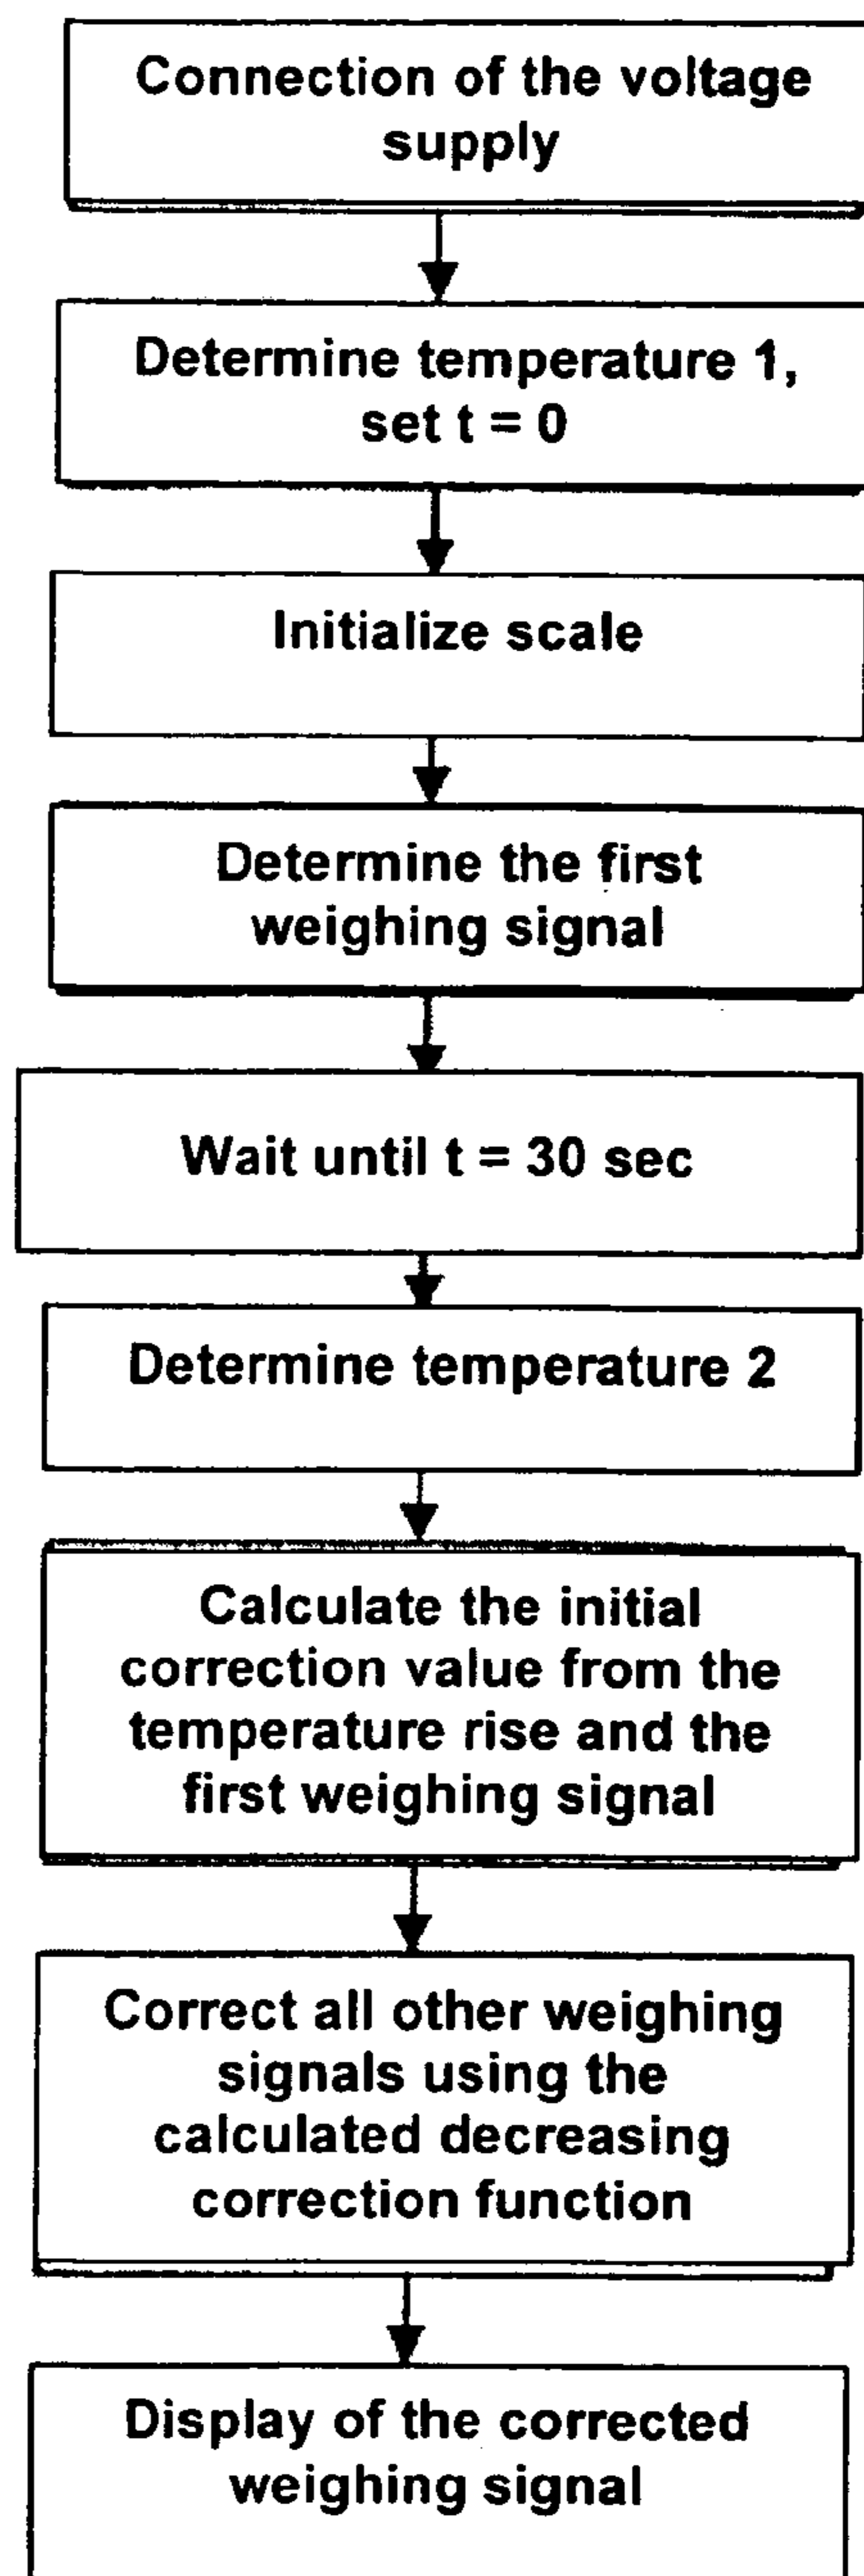 Connection of the voltage
supply
Determine temperature 1,
set t = 0
Initialize scale
Determine the first
weighing signal
Wait until t = 30 sec
Determine temperature 2
Calculate the initial
correction value from the
temperature rise and the
first weighing signal
Correct all other weighing
signals using the
calculated decreasing
correction function
Display of the corrected
weighing signal